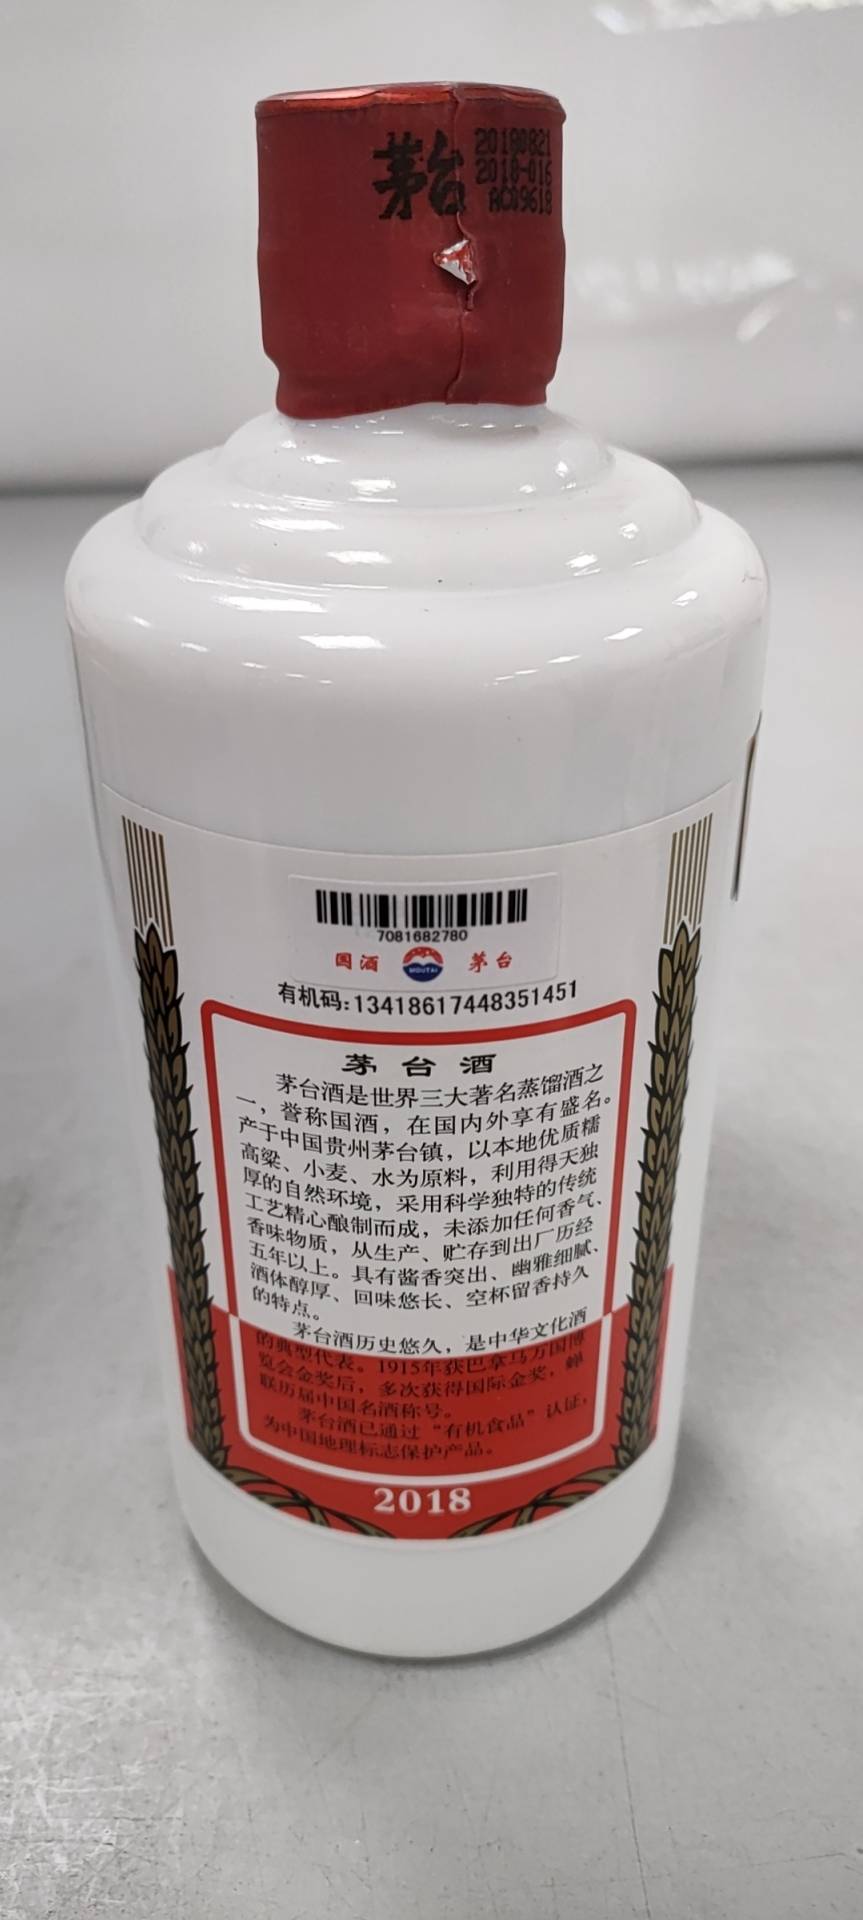 茅台
20180821
2018-016
AC09618
7081682780
国酒 MOUTAI 茅台
有机码:13418617448351451
茅台酒
茅台酒是世界三大著名蒸馏酒之
一，誉称国酒，在国内外享有盛名。
产于中国贵州茅台镇，以本地优质糯
高粱、小麦、水为原料，利用得天独
厚的自然环境，采用科学独特的传统
工艺精心酿制而成，未添加任何香气、
香味物质，从生产、贮存到出厂历经
五年以上。具有酱香突出、幽雅细腻、
酒体醇厚、回味悠长、空杯留香持久
的特点。
茅台酒历史悠久，是中华文化酒
的典型代表。1915年获巴拿马万国博
览会金奖后，多次获得国际金奖，蝉
联历届中国名酒称号。
茅台酒已通过“有机食品”认证，
为中国地理标志保护产品。
2018